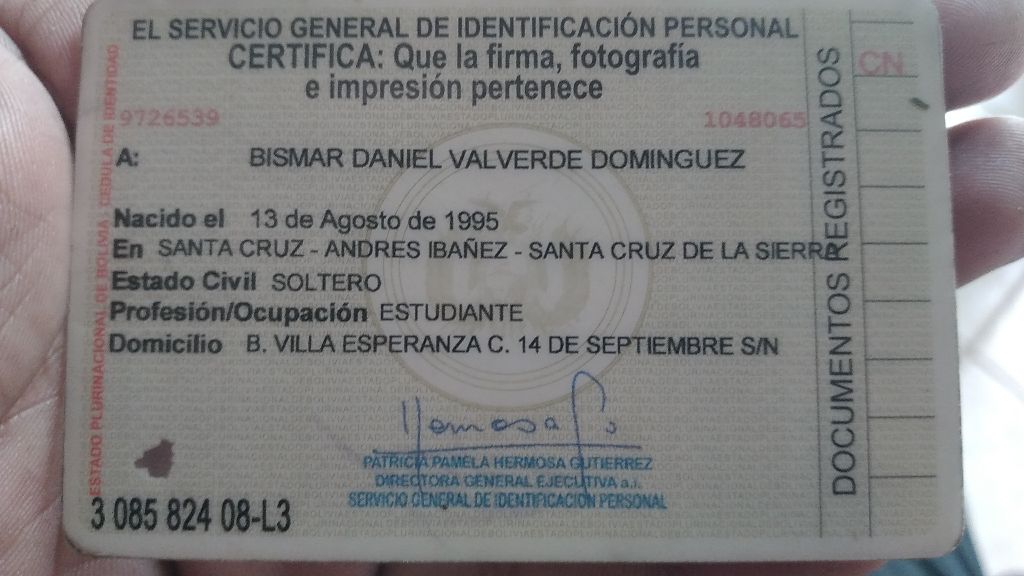 EL SERVICIO GENERAL DE IDENTIFICACIÓN PERSONAL
CERTIFICA: Que la firma, fotografía
e impresión pertenece
9726539
1048065
A: BISMAR DANIEL VALVERDE DOMINGUEZ
Nacido el 13 de Agosto de 1995
En SANTA CRUZ - ANDRES IBAÑEZ - SANTA CRUZ DE LA SIERRA
Estado Civil SOLTERO
Profesión/Ocupación ESTUDIANTE
Domicilio B. VILLA ESPERANZA C. 14 DE SEPTIEMBRE S/N
Hermosa G
PATRICIA PAMELA HERMOSA GUTIERREZ
DIRECTORA GENERAL EJECUTIVA a.i.
SERVICIO GENERAL DE IDENTIFICACIÓN PERSONAL
3 085 824 08-L3
ESTADO PLURINACIONAL DE BOLIVIA - CEDULA DE IDENTIDAD
DOCUMENTOS REGISTRADOS
CN